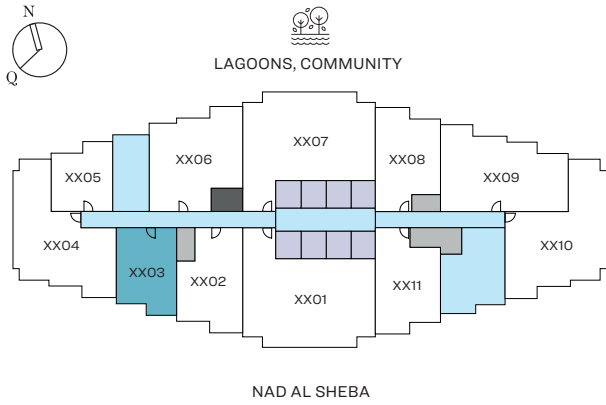 N
Q
LAGOONS, COMMUNITY
XX07
XX06
XX08
XX05
XX09
XX04
XX03
XX02
XX10
XX01
XX11
NAD AL SHEBA